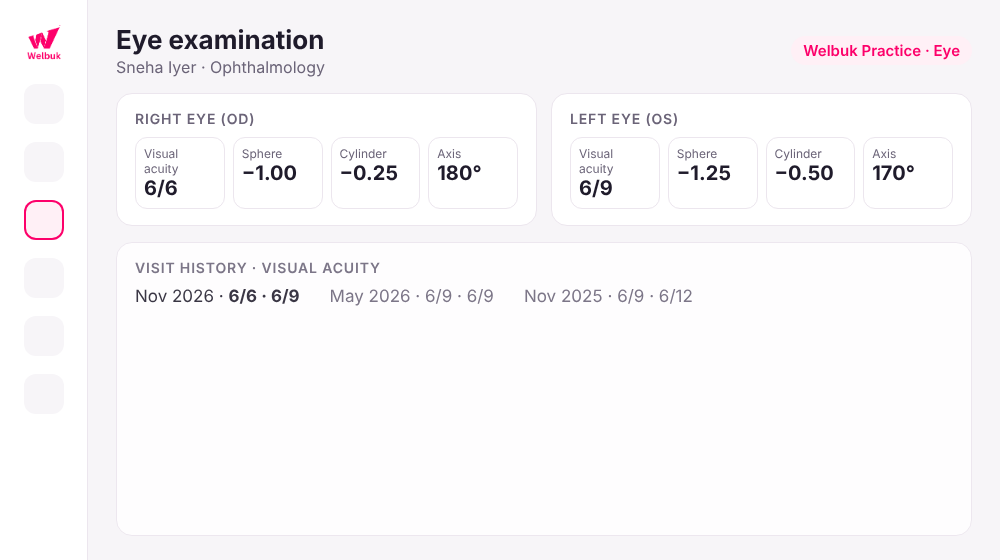 Welbuk
Eye examination
Sneha Iyer · Ophthalmology
Welbuk Practice · Eye
RIGHT EYE (OD)
Visual acuity
6/6
Sphere
−1.00
Cylinder
−0.25
Axis
180°
LEFT EYE (OS)
Visual acuity
6/9
Sphere
−1.25
Cylinder
−0.50
Axis
170°
VISIT HISTORY · VISUAL ACUITY
Nov 2026 · 6/6 · 6/9 May 2026 · 6/9 · 6/9 Nov 2025 · 6/9 · 6/12